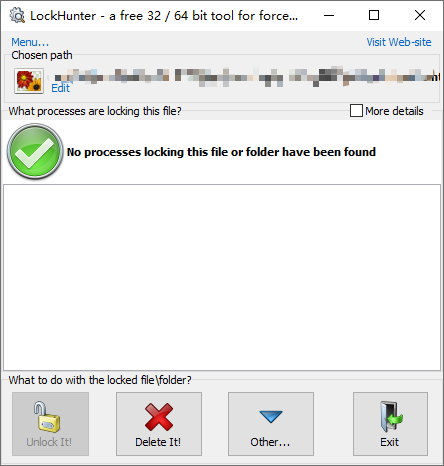 LockHunter - a free 32 / 64 bit tool for force...
Menu...
Visit Web-site
Chosen path
Edit
What processes are locking this file?
More details
No processes locking this file or folder have been found
What to do with the locked file\folder?
Unlock It!
Delete It!
Other...
Exit